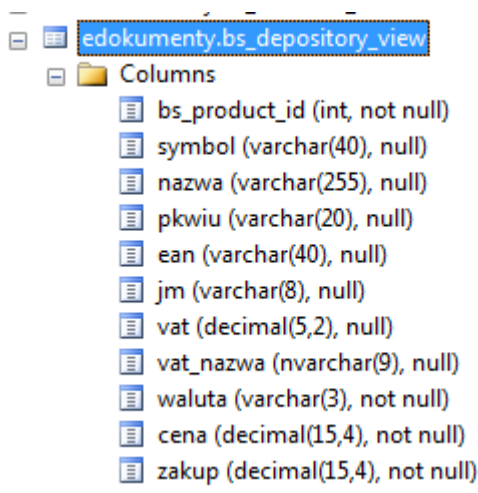 edokumenty.bs_depository_view
Columns
bs_product_id (int, not null)
symbol (varchar(40), null)
nazwa (varchar(255), null)
pkwiu (varchar(20), null)
ean (varchar(40), null)
jm (varchar(8), null)
vat (decimal(5,2), null)
vat_nazwa (nvarchar(9), null)
waluta (varchar(3), not null)
cena (decimal(15,4), not null)
zakup (decimal(15,4), not null)